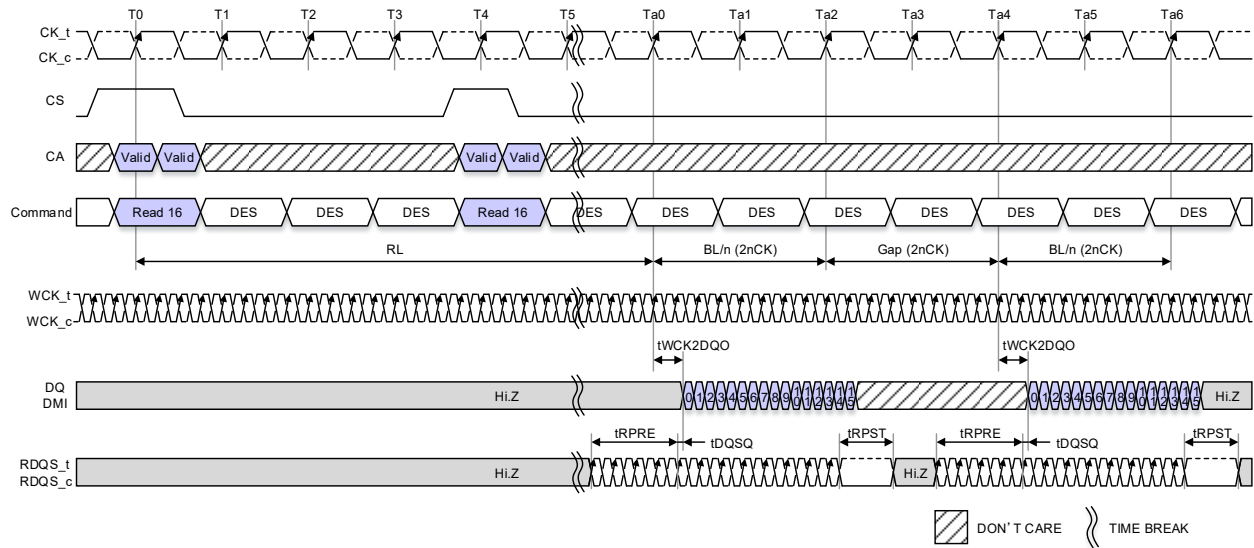 T0 T1 T2 T3 T4 T5 Ta0 Ta1 Ta2 Ta3 Ta4 Ta5 Ta6
CK_t
CK_c
CS
CA Valid Valid Valid Valid
Command Read 16 DES DES DES Read 16 DES DES DES DES DES DES DES DES
RL BL/n (2nCK) Gap (2nCK) BL/n (2nCK)
WCK_t
WCK_c
tWCK2DQO tWCK2DQO
DQ
DMI
Hi.Z 0 1 2 3 4 5 6 7 8 9 10 11 12 13 14 15 0 1 2 3 4 5 6 7 8 9 10 11 12 13 14 15 Hi.Z
tRPRE tDQSQ tRPST tRPRE tDQSQ tRPST
RDQS_t
RDQS_c
Hi.Z Hi.Z
DON'T CARE TIME BREAK